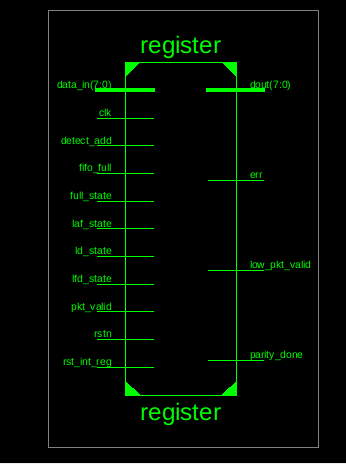 register
data_in(7:0)
dout(7:0)
clk
detect_add
fifo_full
err
full_state
laf_state
ld_state
low_pkt_valid
lfd_state
pkt_valid
rstn
parity_done
rst_int_reg
register